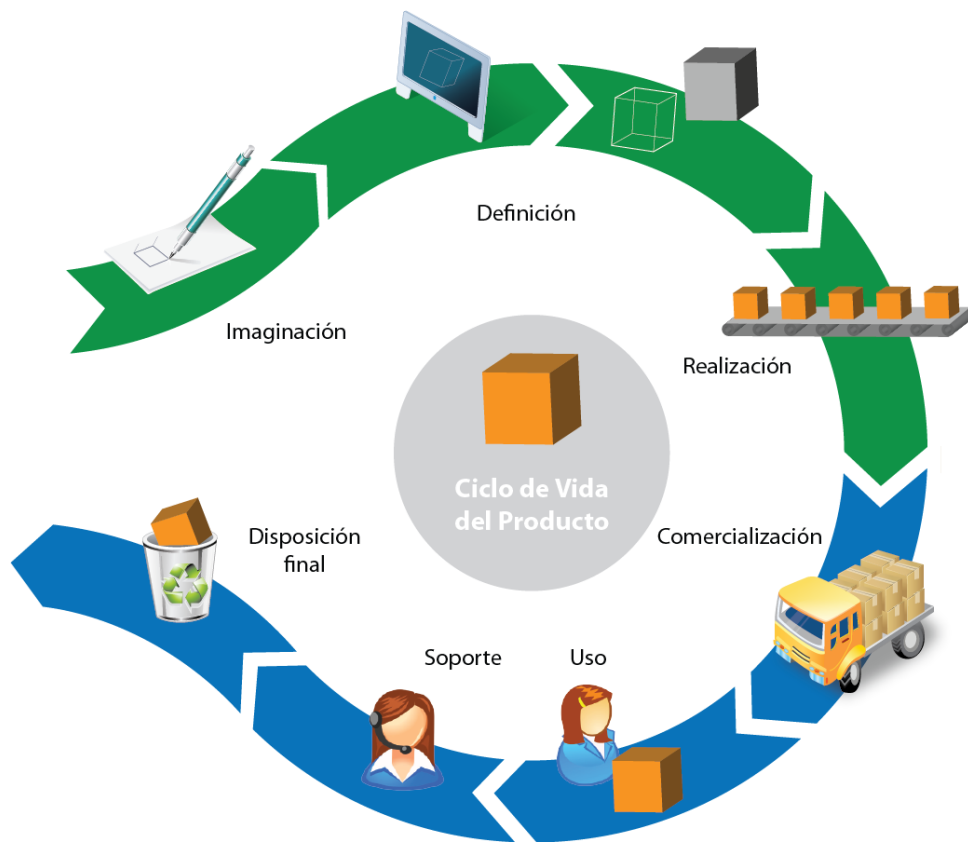 Definición
Imaginación
Realización
Ciclo de Vida
del Producto
Comercialización
Disposición
final
Soporte
Uso